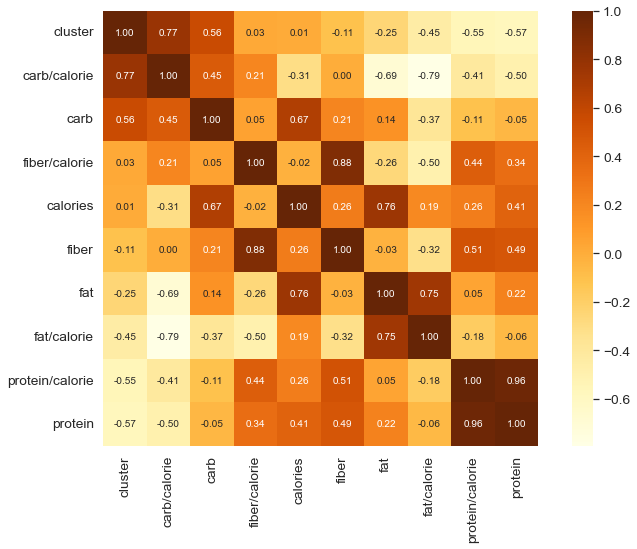 cluster 1.00 0.77 0.56 0.03 0.01 -0.11 -0.25 -0.45 -0.55 -0.57
carb/calorie 0.77 1.00 0.45 0.21 -0.31 0.00 -0.69 -0.79 -0.41 -0.50
carb 0.56 0.45 1.00 0.05 0.67 0.21 0.14 -0.37 -0.11 -0.05
fiber/calorie 0.03 0.21 0.05 1.00 -0.02 0.88 -0.26 -0.50 0.44 0.34
calories 0.01 -0.31 0.67 -0.02 1.00 0.26 0.76 0.19 0.26 0.41
fiber -0.11 0.00 0.21 0.88 0.26 1.00 -0.03 -0.32 0.51 0.49
fat -0.25 -0.69 0.14 -0.26 0.76 -0.03 1.00 0.75 0.05 0.22
fat/calorie -0.45 -0.79 -0.37 -0.50 0.19 -0.32 0.75 1.00 -0.18 -0.06
protein/calorie -0.55 -0.41 -0.11 0.44 0.26 0.51 0.05 -0.18 1.00 0.96
protein -0.57 -0.50 -0.05 0.34 0.41 0.49 0.22 -0.06 0.96 1.00
cluster
carb/calorie
carb
fiber/calorie
calories
fiber
fat
fat/calorie
protein/calorie
protein
1.0
0.8
0.6
0.4
0.2
0.0
−0.2
−0.4
−0.6